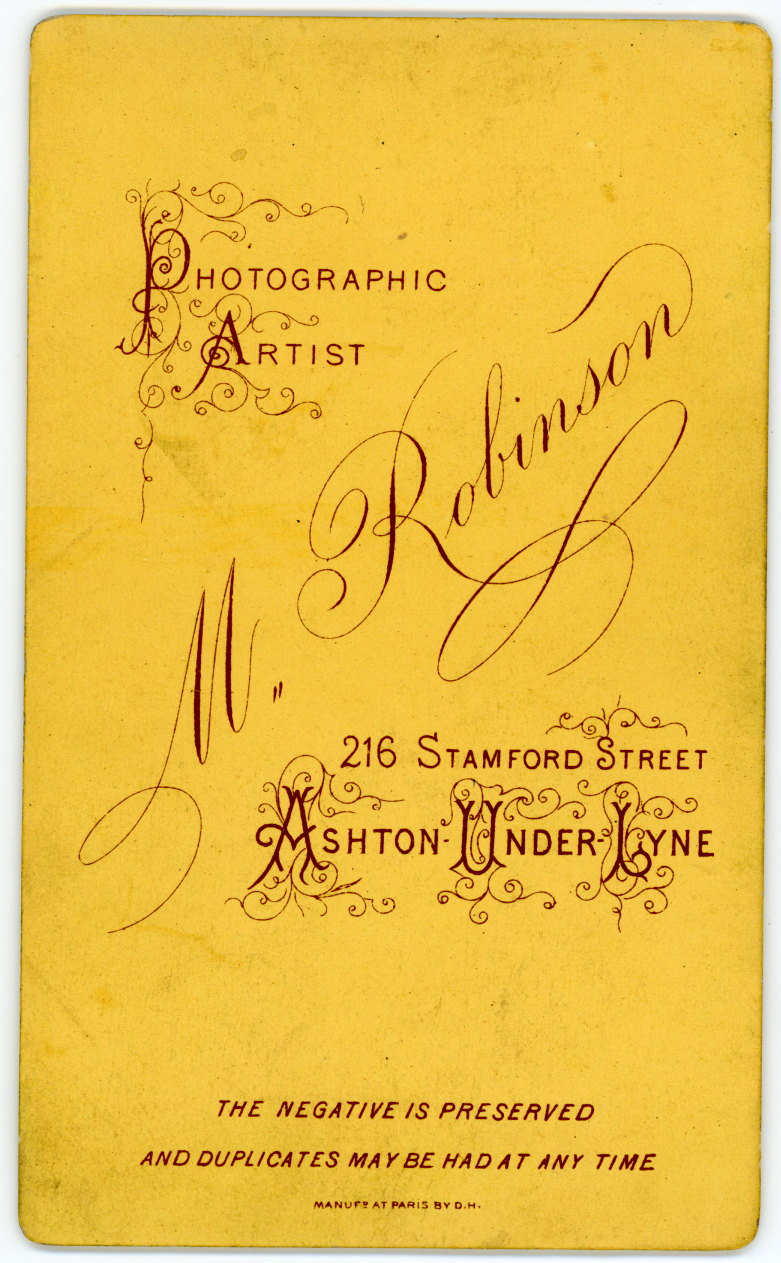 PHOTOGRAPHIC
ARTIST
M" Robinson
216 STAMFORD STREET
ASHTON-UNDER-LYNE
THE NEGATIVE IS PRESERVED
AND DUPLICATES MAY BE HAD AT ANY TIME
MANUFD AT PARIS BY D.H.